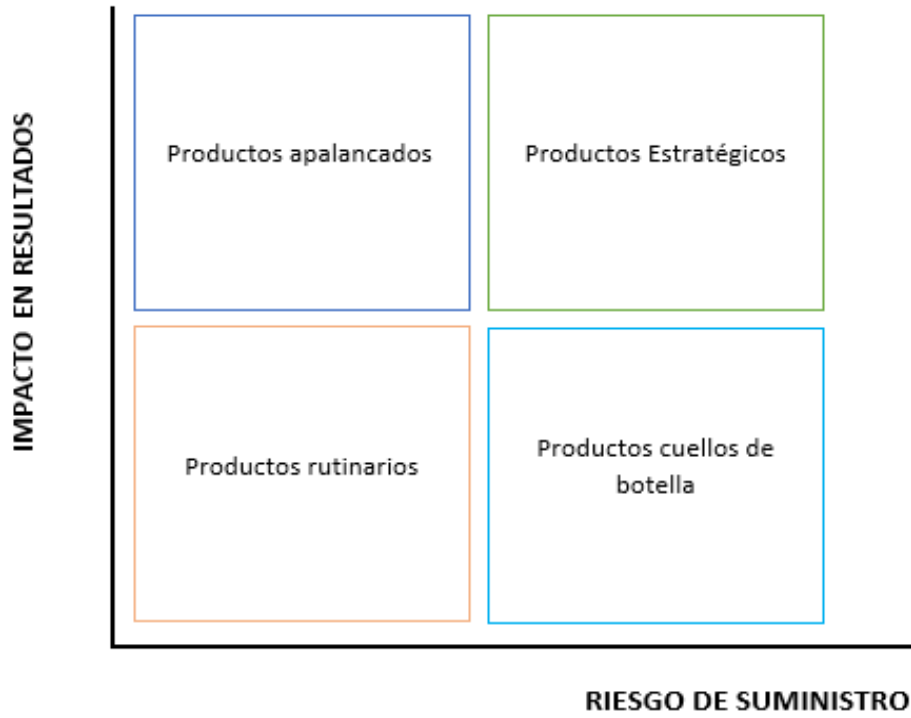 IMPACTO EN RESULTADOS
Productos apalancados
Productos Estratégicos
Productos rutinarios
Productos cuellos de
botella
RIESGO DE SUMINISTRO